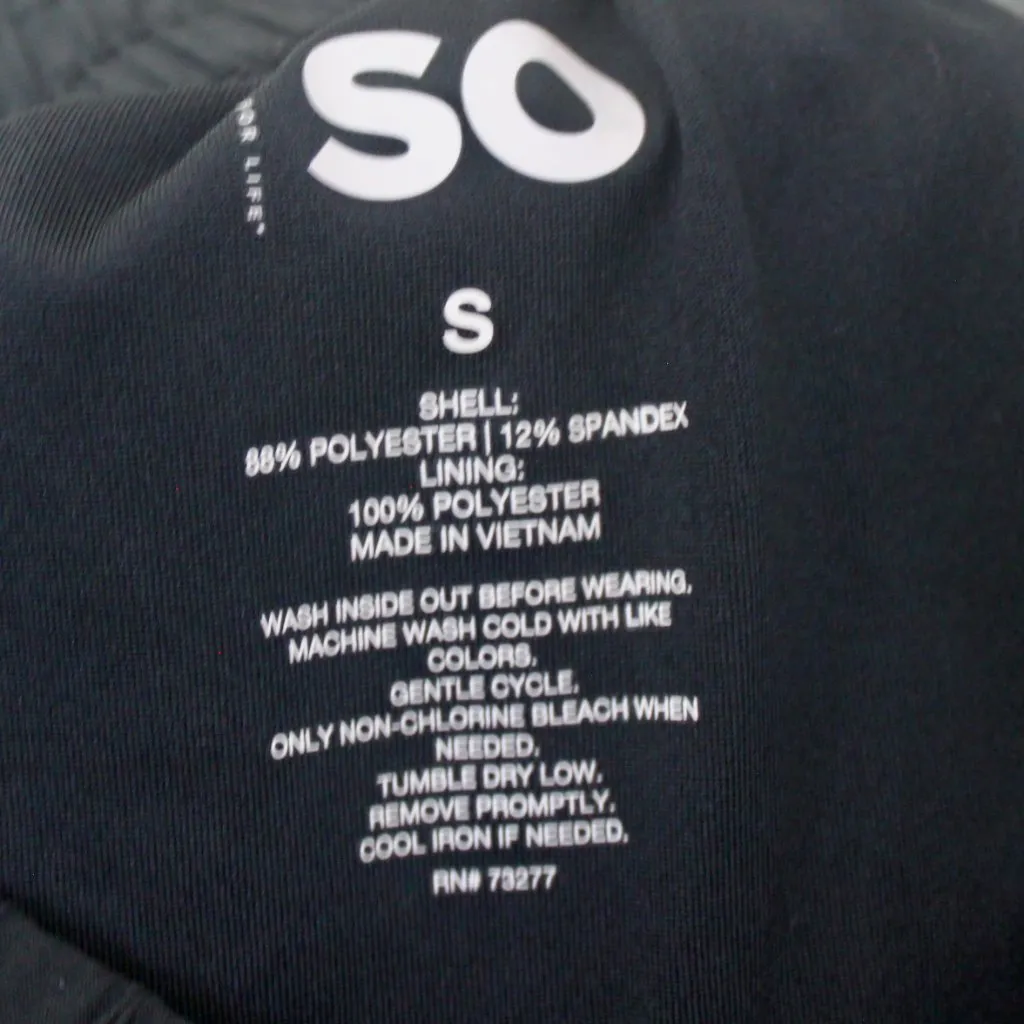 SO
FOR LIFE"
S
SHELL:
88% POLYESTER | 12% SPANDEX
LINING:
100% POLYESTER
MADE IN VIETNAM
WASH INSIDE OUT BEFORE WEARING.
MACHINE WASH COLD WITH LIKE
COLORS.
GENTLE CYCLE.
ONLY NON-CHLORINE BLEACH WHEN
NEEDED.
TUMBLE DRY LOW.
REMOVE PROMPTLY.
COOL IRON IF NEEDED.
RN# 73277